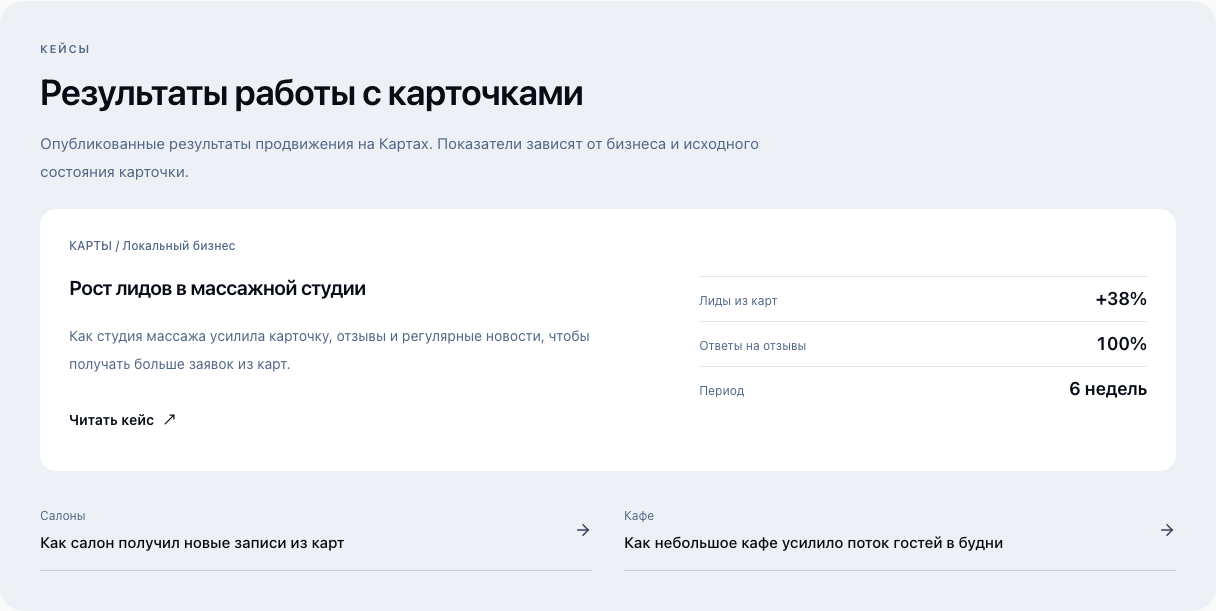 КЕЙСЫ
Результаты работы с карточками
Опубликованные результаты продвижения на Картах. Показатели зависят от бизнеса и исходного
состояния карточки.
КАРТЫ / Локальный бизнес
Рост лидов в массажной студии
Как студия массажа усилила карточку, отзывы и регулярные новости, чтобы
получать больше заявок из карт.
Читать кейс ↗
Лиды из карт +38%
Ответы на отзывы 100%
Период 6 недель
Салоны
Как салон получил новые записи из карт →
Кафе
Как небольшое кафе усилило поток гостей в будни →